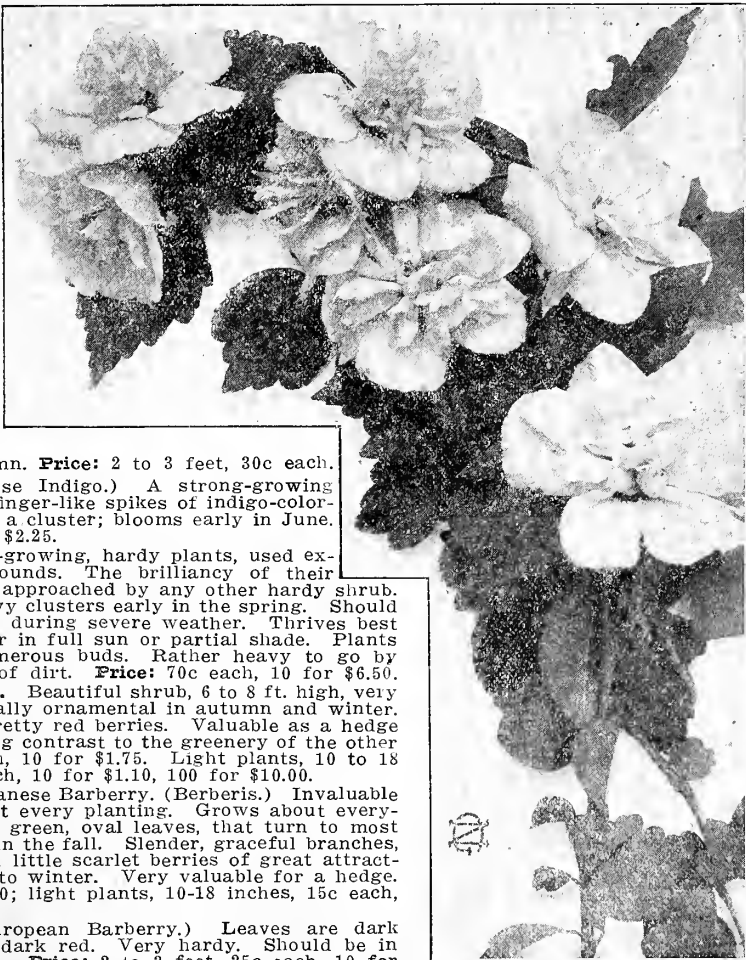 nn. Price: 2 to 3 feet, 30c each.
se Indigo.) A strong-growing
inger-like spikes of indigo-color-
a cluster; blooms early in June.
$2.25.
-growing, hardy plants, used ex-
ounds. The brilliancy of their
approached by any other hardy shrub.
vy clusters early in the spring. Should
during severe weather. Thrives best
r in full sun or partial shade. Plants
nerous buds. Rather heavy to go by
of dirt. Price: 70c each, 10 for $6.50.
. Beautiful shrub, 6 to 8 ft. high, very
ally ornamental in autumn and winter.
retty red berries. Valuable as a hedge
g contrast to the greenery of the other
n, 10 for $1.75. Light plants, 10 to 18
ch, 10 for $1.10, 100 for $10.00.
anese Barberry. (Berberis.) Invaluable
t every planting. Grows about every-
green, oval leaves, that turn to most
n the fall. Slender, graceful branches,
little scarlet berries of great attract-
to winter. Very valuable for a hedge.
0; light plants, 10-18 inches, 15c each,
ropean Barberry.) Leaves are dark
dark red. Very hardy. Should be in
Price: 2 to 3 feet, 25c each, 10 for